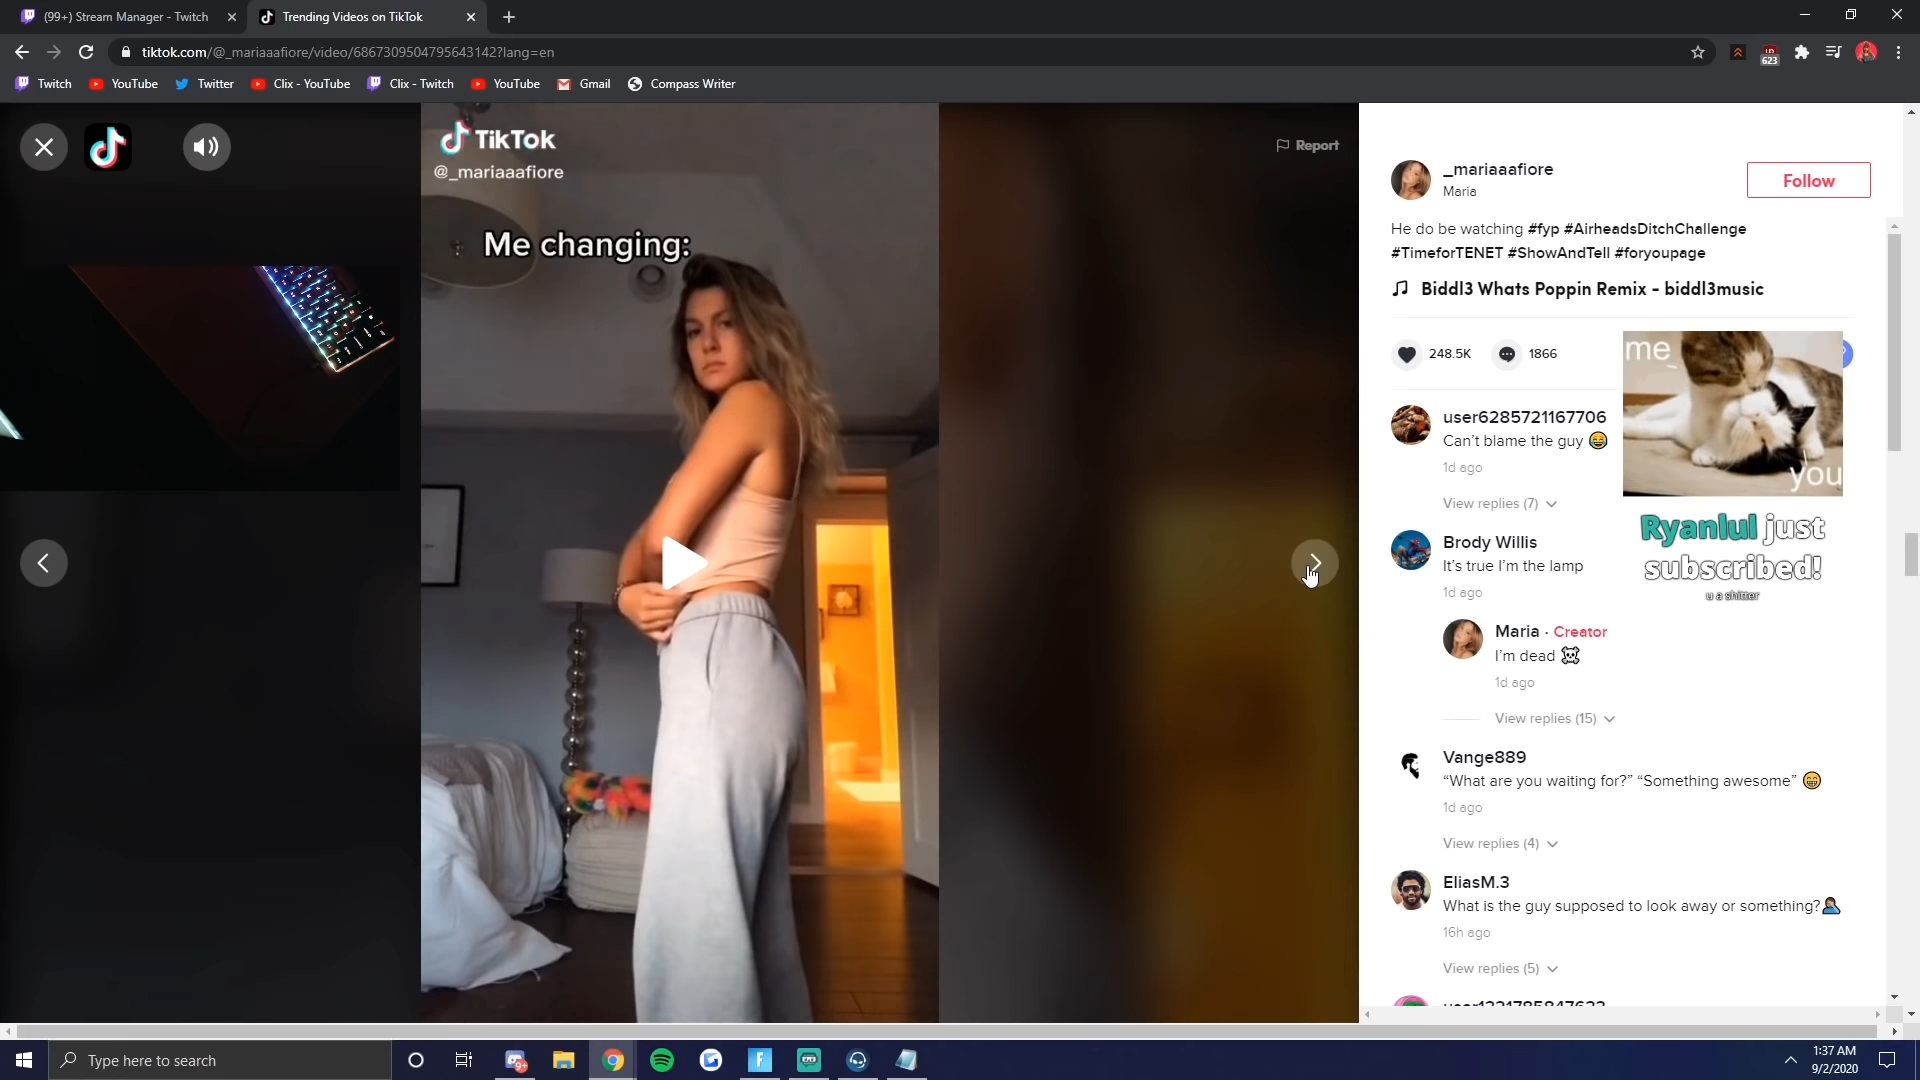 (99+) Stream Manager - Twitch
Trending Videos on TikTok
tiktok.com/@_mariaaafiore/video/6867309504795643142?lang=en
623
Twitch
YouTube
Twitter
Clix - YouTube
Clix - Twitch
YouTube
Gmail
Compass Writer
TikTok
@_mariaaafiore
Report
Me changing:
_mariaaafiore
Maria
Follow
He do be watching #fyp #AirheadsDitchChallenge
#TimeforTENET #ShowAndTell #foryoupage
Biddl3 Whats Poppin Remix - biddl3music
248.5K
1866
me
you
user6285721167706
Can't blame the guy 😂
1d ago
View replies (7)
Ryanlul just
subscribed!
u a shitter
Brody Willis
It's true I'm the lamp
1d ago
Maria · Creator
I'm dead ☠
1d ago
View replies (15)
Vange889
“What are you waiting for?” “Something awesome” 😁
1d ago
View replies (4)
EliasM.3
What is the guy supposed to look away or something?🤦
16h ago
View replies (5)
Type here to search
9+
1:37 AM
9/2/2020